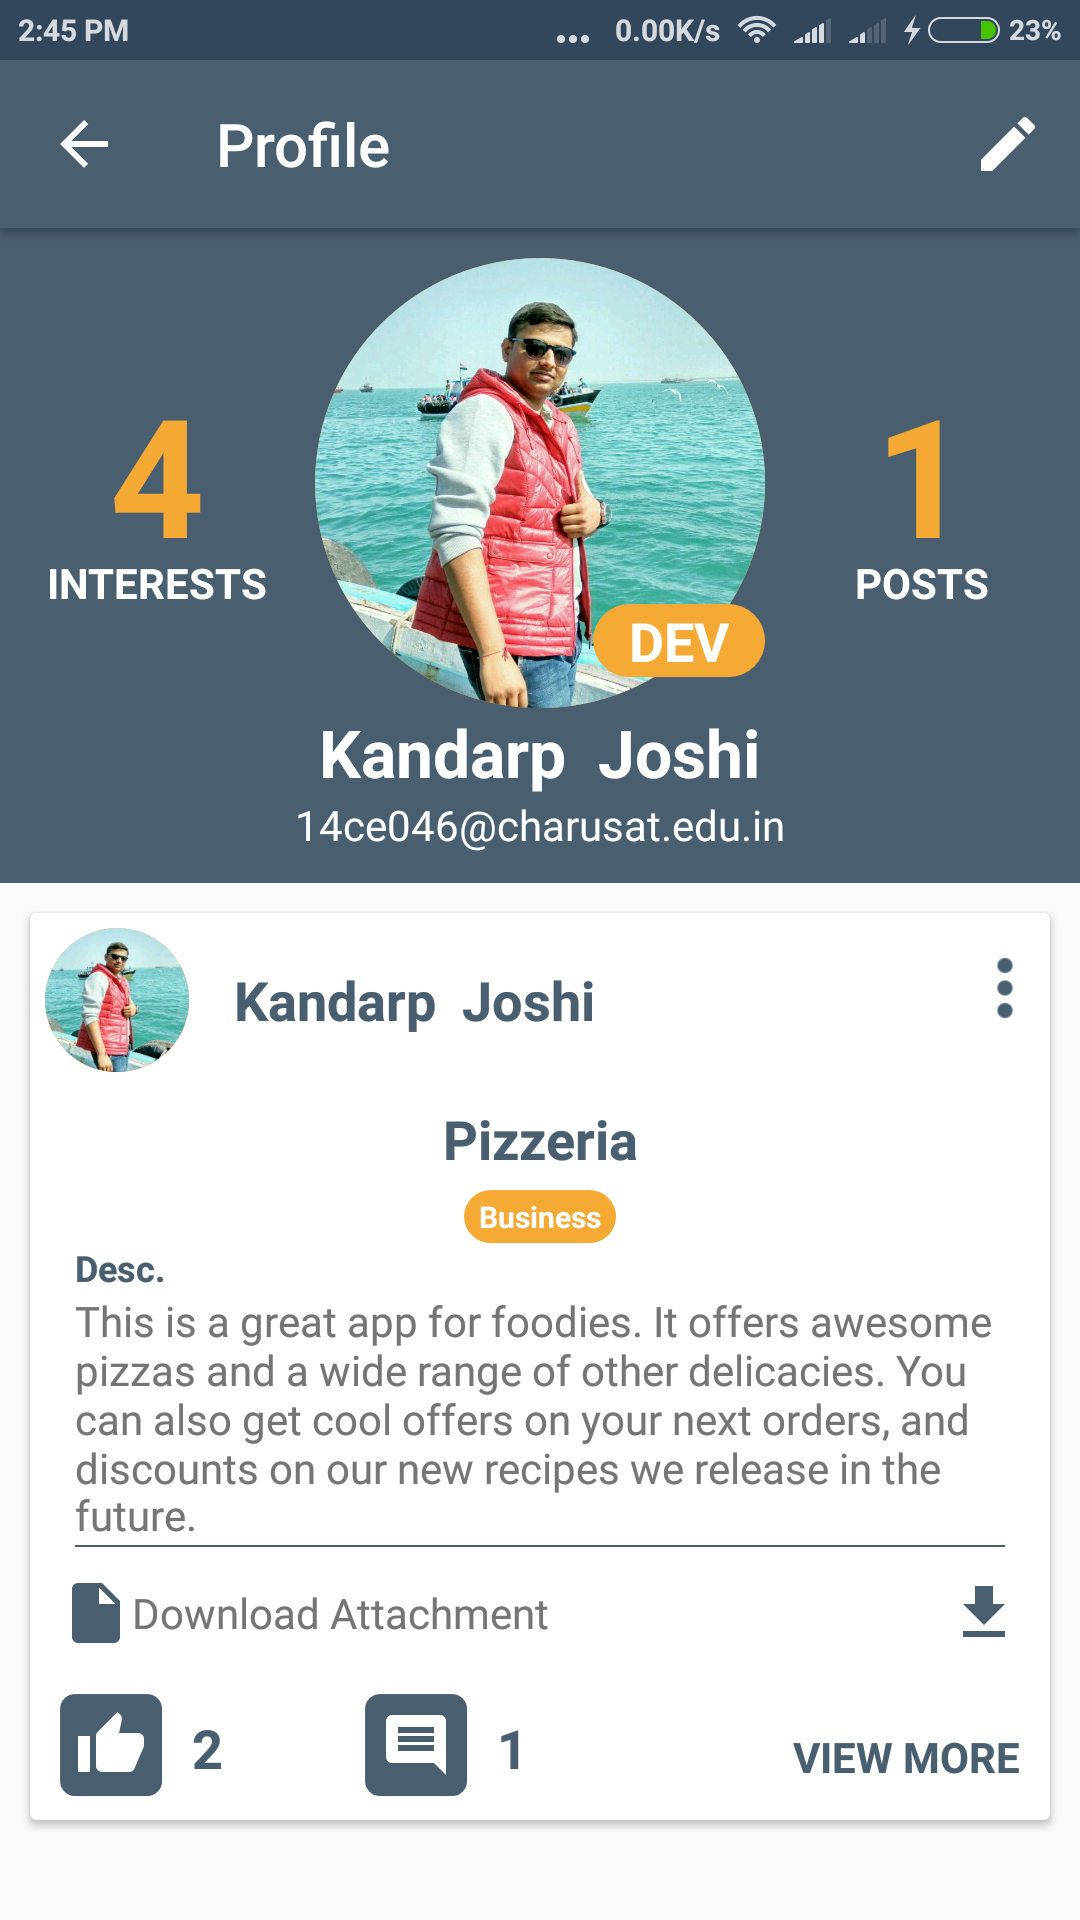 2:45 PM ... 0.00K/s 23%
Profile
4
INTERESTS
1
POSTS
DEV
Kandarp Joshi
14ce046@charusat.edu.in
Kandarp Joshi
Pizzeria
Business
Desc.
This is a great app for foodies. It offers awesome
pizzas and a wide range of other delicacies. You
can also get cool offers on your next orders, and
discounts on our new recipes we release in the
future.
Download Attachment
2 1 VIEW MORE